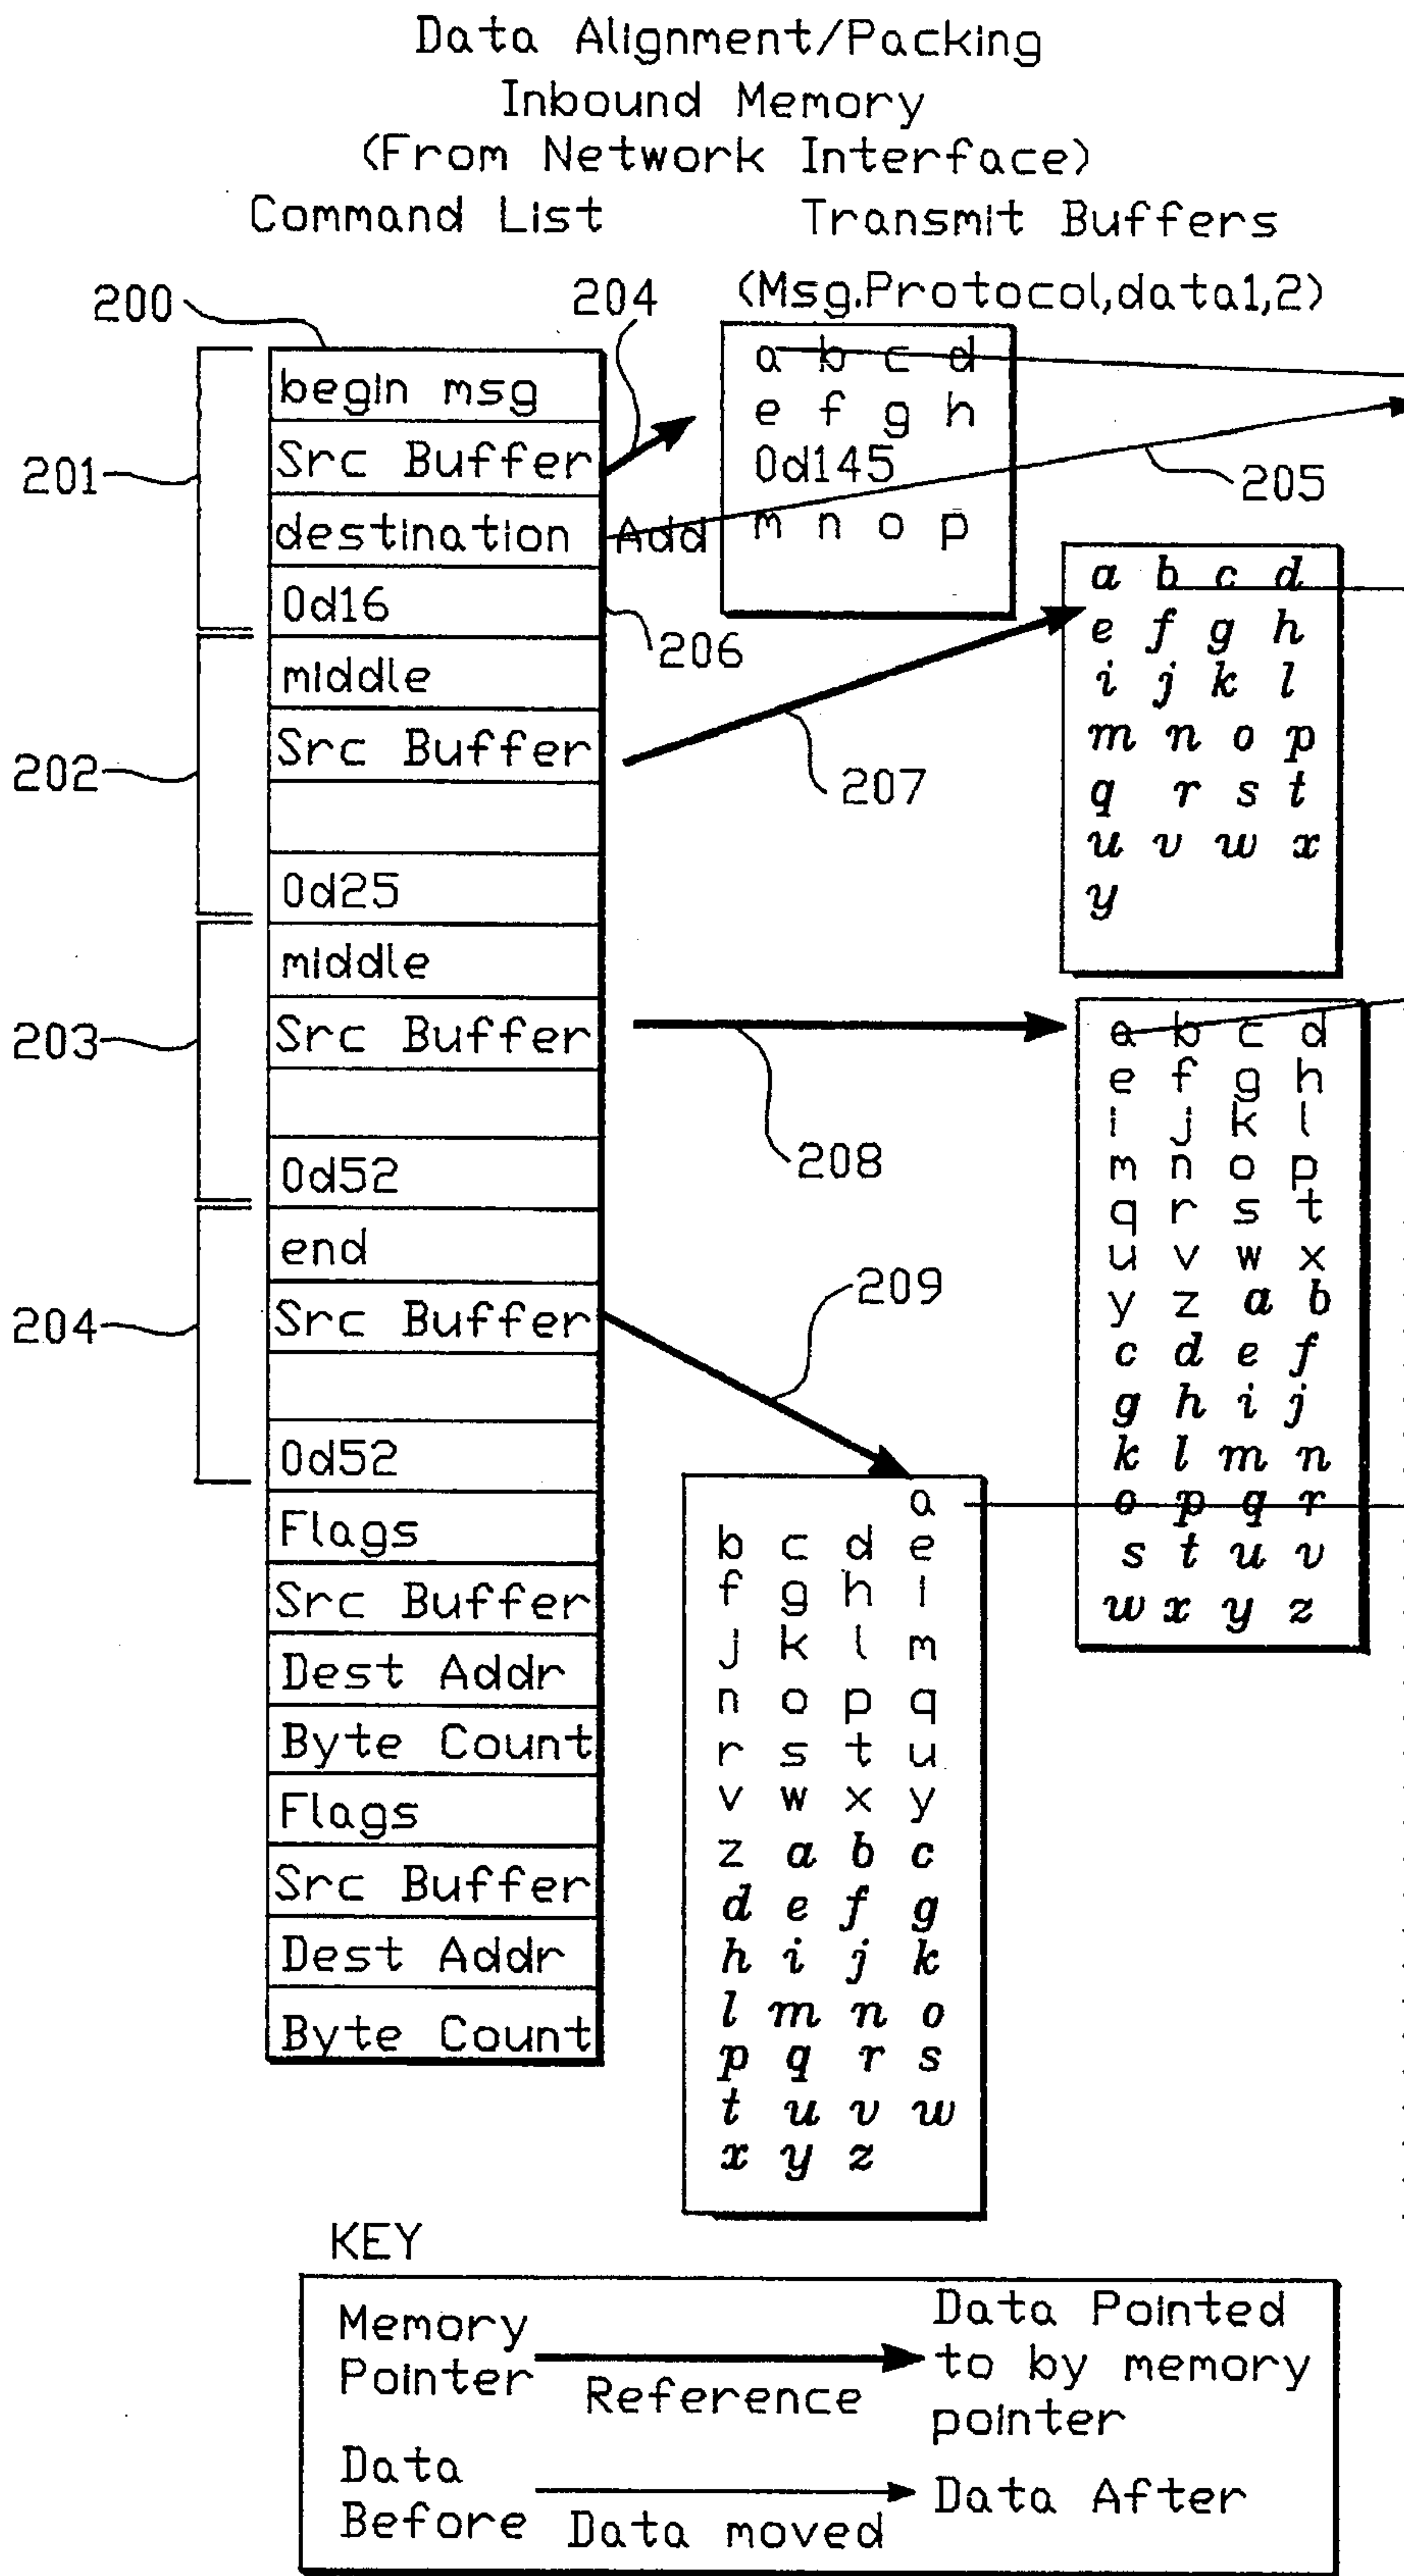 Data Alignment/Packing
Inbound Memory
(From Network Interface)
Command List
Transmit Buffers
(Msg.Protocol,data1,2)
200
204
201
begin msg
Src Buffer
destination Add
0d16
205
206
202
middle
Src Buffer
0d25
207
203
middle
Src Buffer
0d52
208
204
end
Src Buffer
0d52
209
Flags
Src Buffer
Dest Addr
Byte Count
Flags
Src Buffer
Dest Addr
Byte Count
a b c d
e f g h
0d145
m n o p
a b c d
e f g h
i j k l
m n o p
q r s t
u v w x
y
a b c d
e f g h
i j k l
m n o p
q r s t
u v w x
y z a b
c d e f
g h i j
k l m n
o p q r
s t u v
w x y z
a
b c d e
f g h i
j k l m
n o p q
r s t u
v w x y
z a b c
d e f g
h i j k
l m n o
p q r s
t u v w
x y z
KEY
Memory
Pointer
Reference
Data Pointed
to by memory
pointer
Data
Before
Data moved
Data After